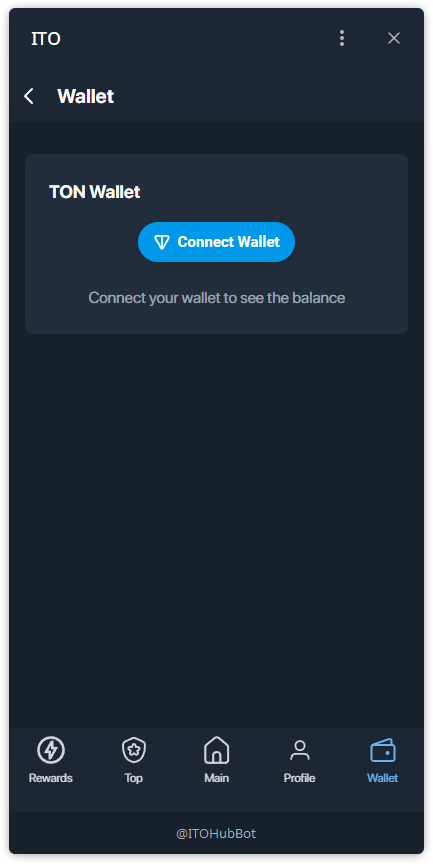 ITO
Wallet
TON Wallet
Connect Wallet
Connect your wallet to see the balance
Rewards
Top
Main
Profile
Wallet
@ITOHubBot